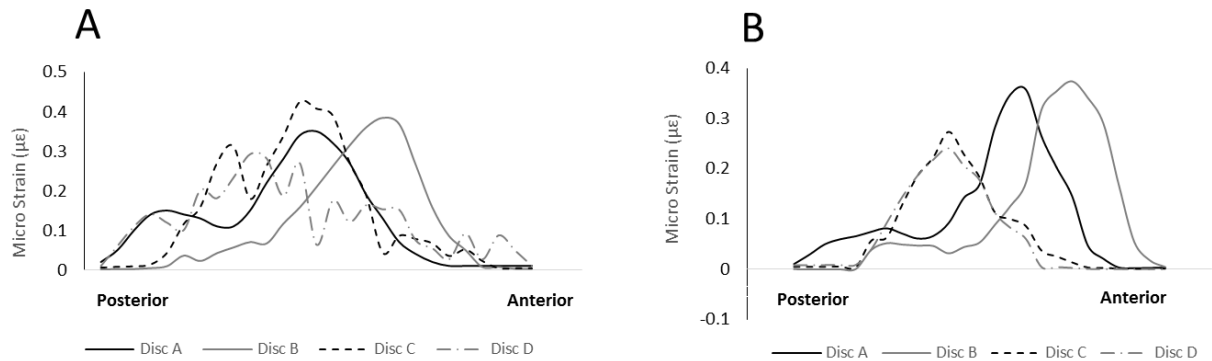 A
Micro Strain (με)
0.5
0.4
0.3
0.2
0.1
0
Posterior
Anterior
Disc A
Disc B
Disc C
Disc D
B
Micro Strain (με)
0.4
0.3
0.2
0.1
0
-0.1
Posterior
Anterior
Disc A
Disc B
Disc C
Disc D